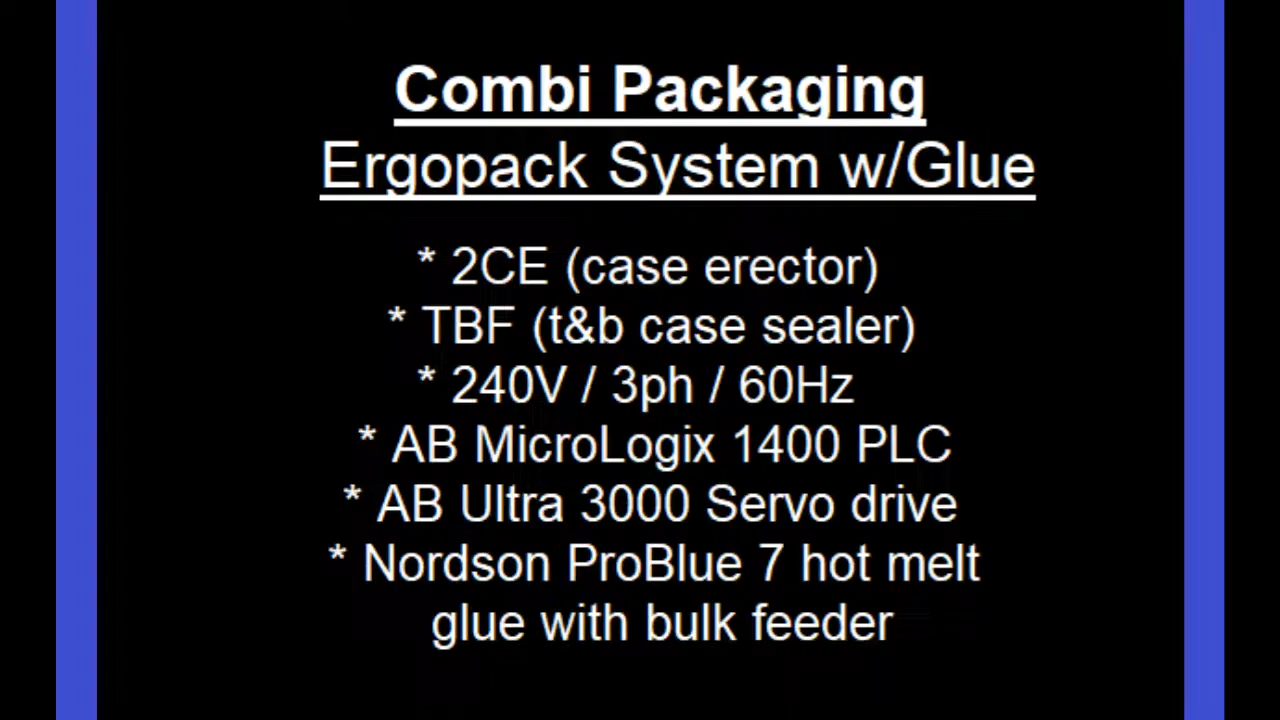 Combi Packaging
Ergopack System w/Glue
* 2CE (case erector)
* TBF (t&b case sealer)
* 240V / 3ph / 60Hz
* AB MicroLogix 1400 PLC
* AB Ultra 3000 Servo drive
* Nordson ProBlue 7 hot melt
glue with bulk feeder